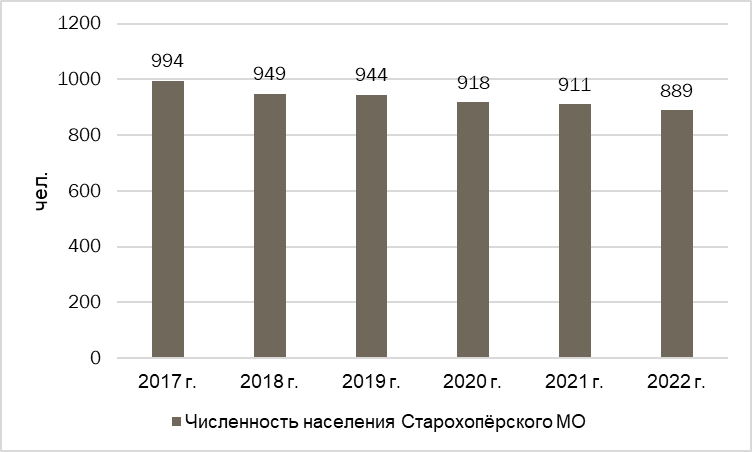 1200
1000
800
600
400
200
0
чел.
994
949
944
918
911
889
2017 г.
2018 г.
2019 г.
2020 г.
2021 г.
2022 г.
Численность населения Старохопёрского МО